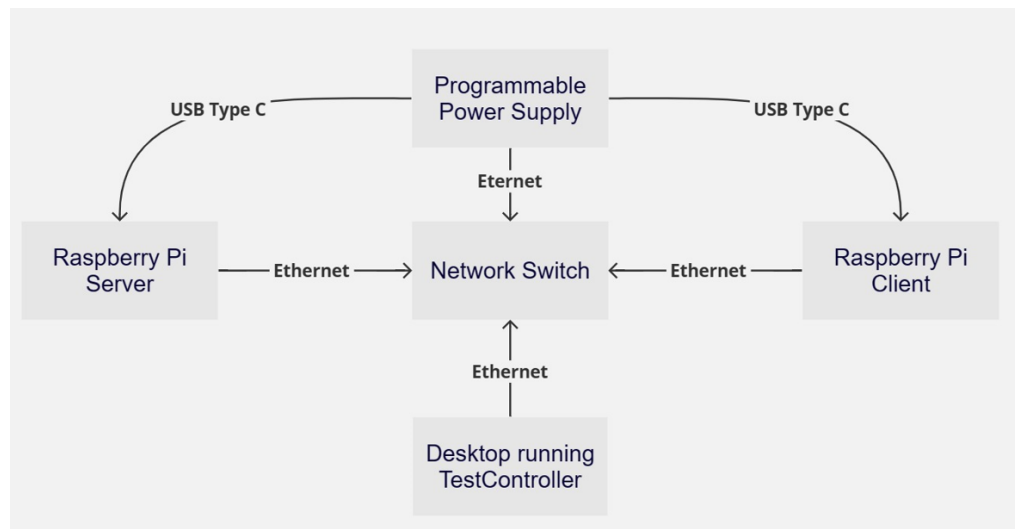 Programmable
Power Supply
USB Type C
USB Type C
Eternet
Raspberry Pi
Server
Ethernet
Network Switch
Ethernet
Raspberry Pi
Client
Ethernet
Desktop running
TestController